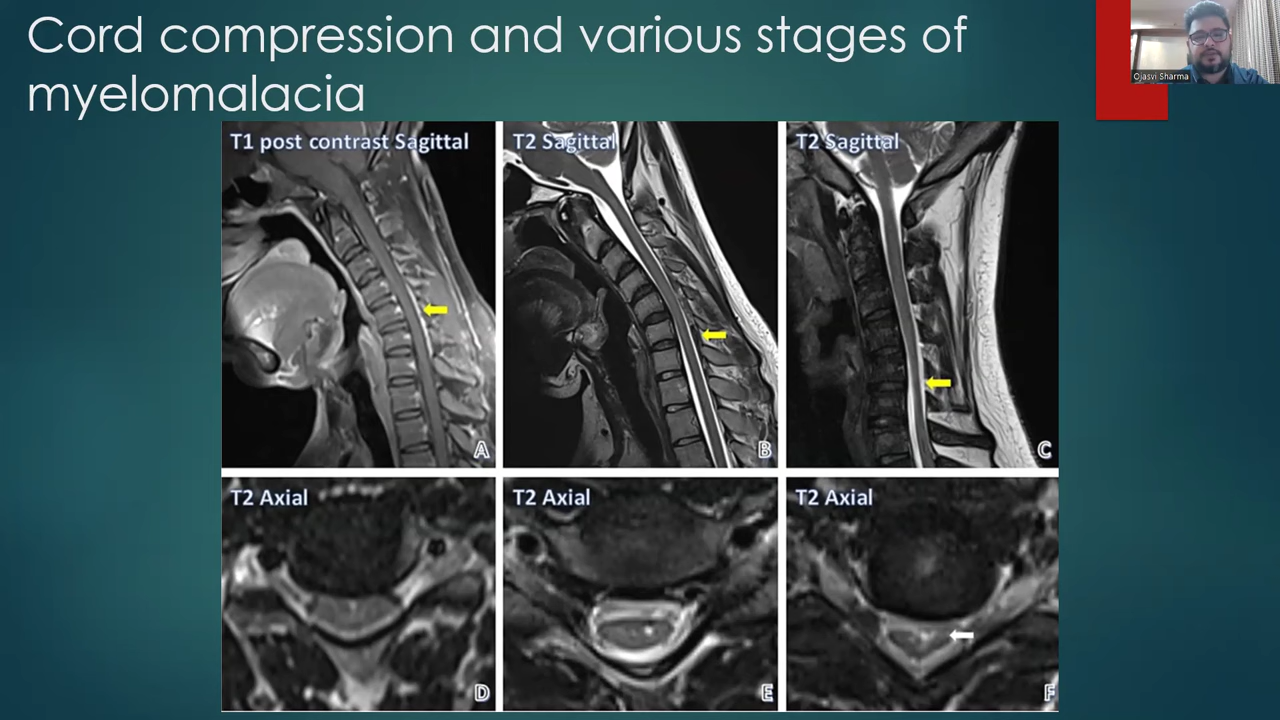 Cord compression and various stages of
myelomalacia
Ojasvi Sharma
T1 post contrast Sagittal
T2 Sagittal
T2 Sagittal
A
B
C
T2 Axial
T2 Axial
T2 Axial
D
E
F